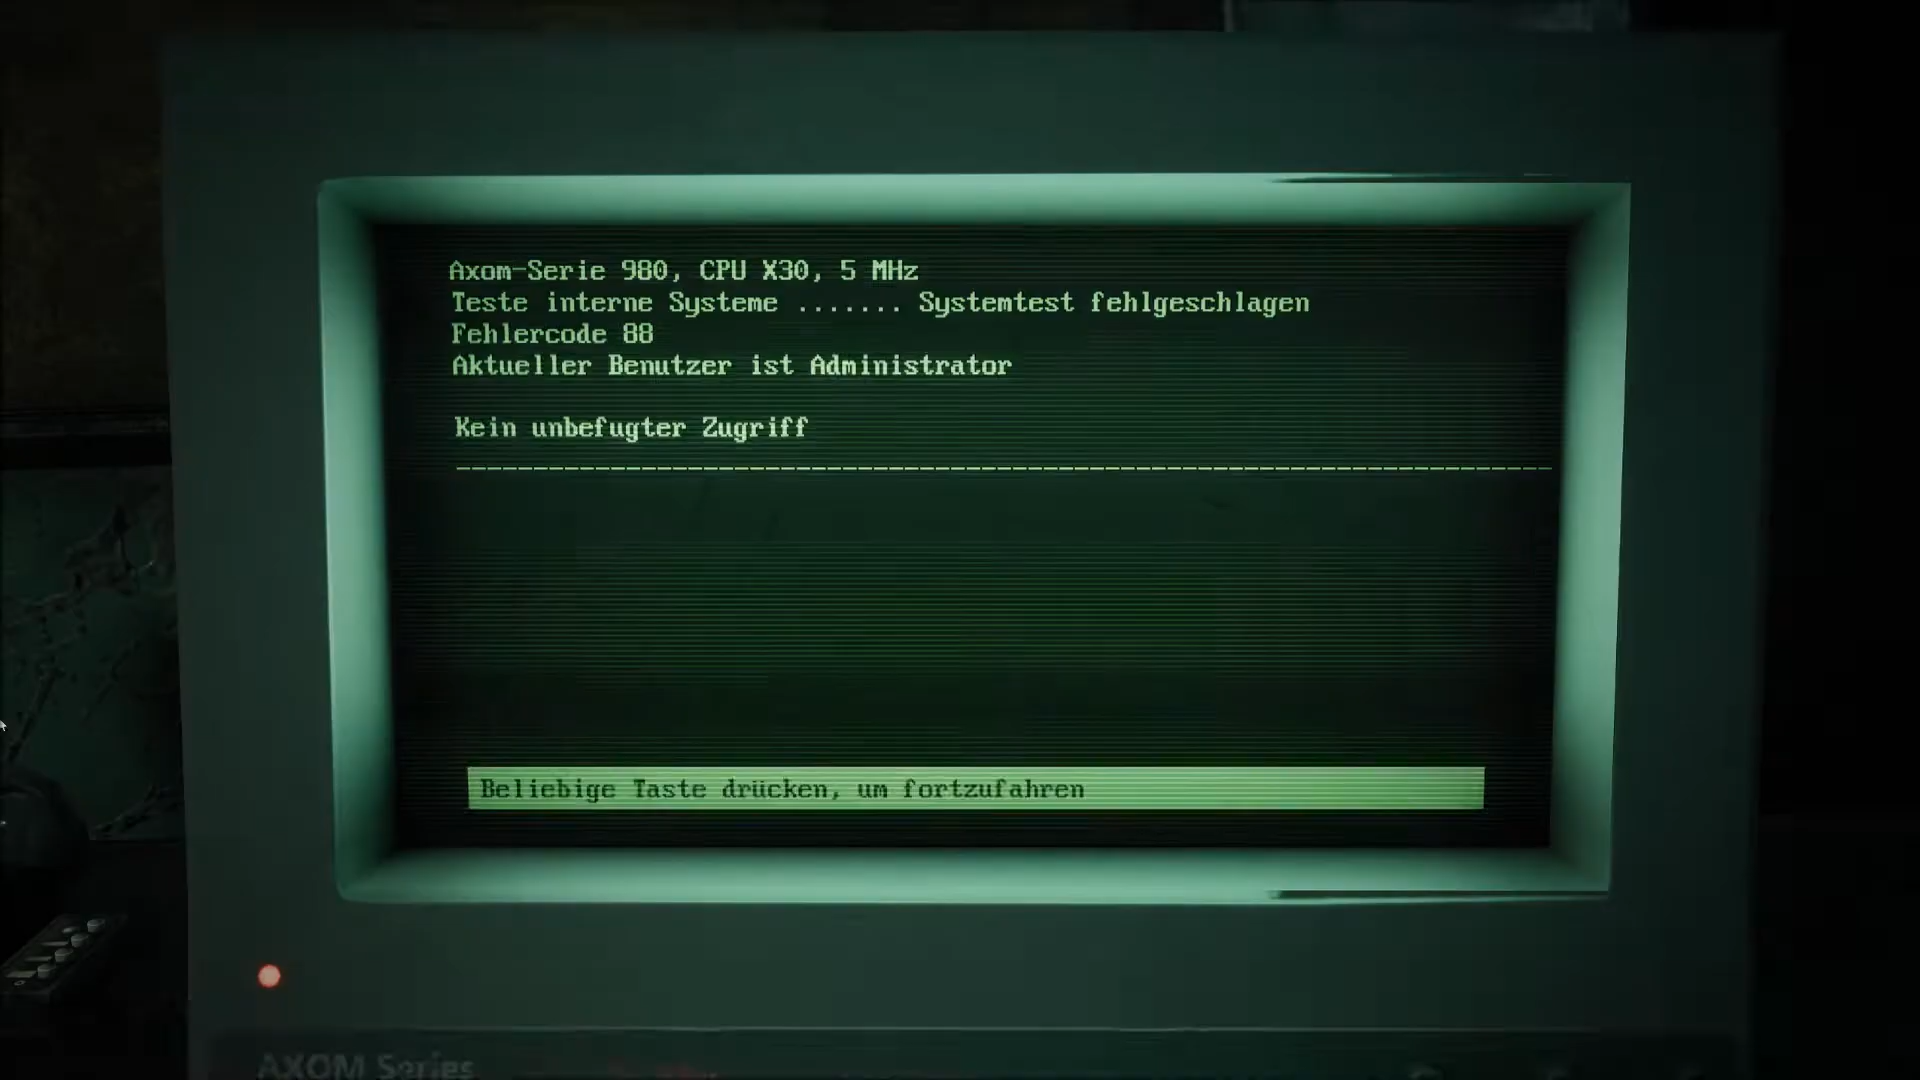 Axom-Serie 980, CPU X30, 5 MHz
Teste interne Systeme ....... Systemtest fehlgeschlagen
Fehlercode 88
Aktueller Benutzer ist Administrator
Kein unbefugter Zugriff
----------------------------------------------------------------------
Beliebige Taste drücken, um fortzufahren
AXOM Series